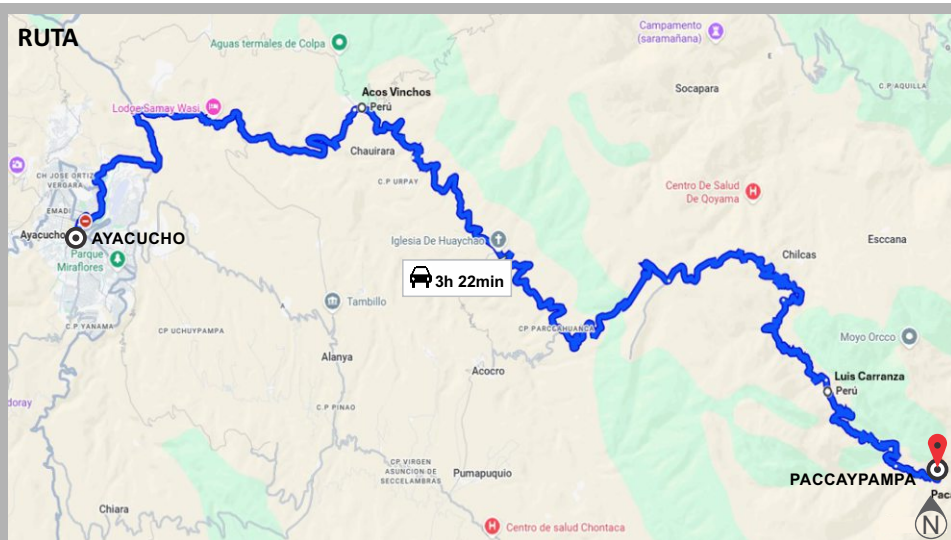 RUTA
Campamento
(saramañana)
Aguas termales de Colpa
Socapara
C.P AQUILLA
Acos Vinchos
Perú
Lodge Samay Wasi
Chauirara
CH JOSE ORTIZ
VERGARA
C.P URPAY
Centro De Salud
De Qoyama
EMADI
Ayacucho
AYACUCHO
Iglesia De Huaychao
Esccana
Parque
Miraflores
Chilcas
3h 22min
Tambillo
C.P YANAMA
CP UCHUYPAMPA
CP PARCCAHUANCA
Moyo Orcco
Alanya
Acocro
Luis Carranza
Perú
doray
C.P PINAO
CP VIRGEN
ASUNCION DE
SECCELAMBRAS
Pumapuquio
PACCAYPAMPA
Pac
Chiara
Centro de salud Chontaca
N